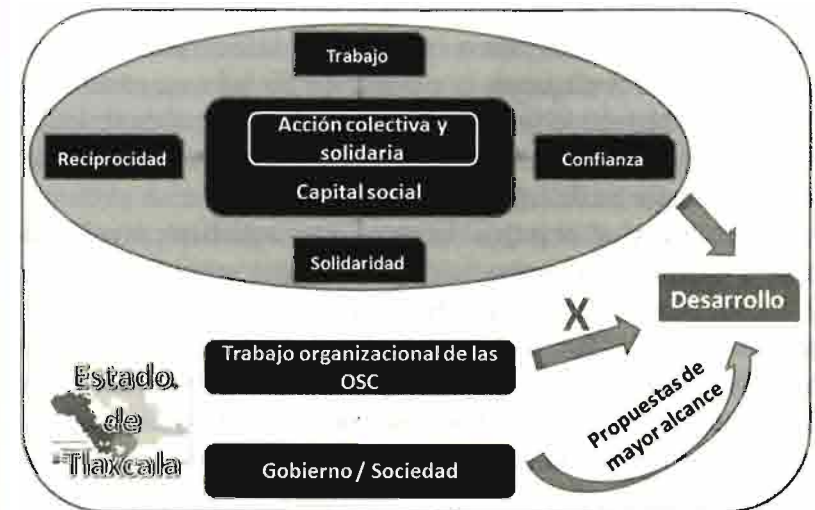 Trabajo
Acción colectiva y
solidaria
Reciprocidad
Confianza
Capital social
Solidaridad
Desarrollo
X
Trabajo organizacional de las
OSC
Estado
de
Tlaxcala
Propuestas de
mayor alcance
Gobierno / Sociedad